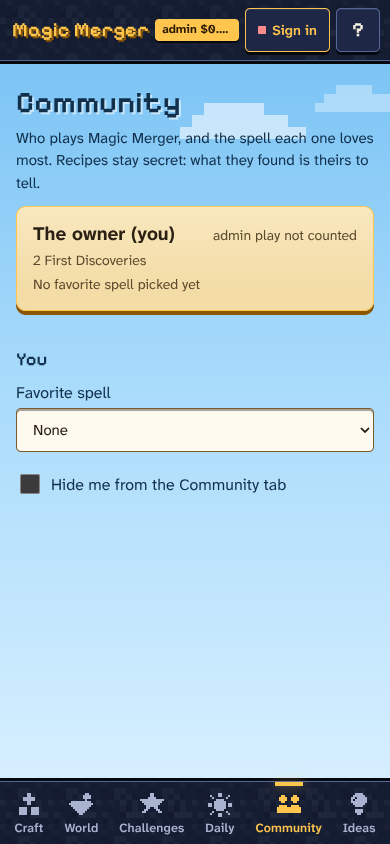 Magic Merger
admin $0....
Sign in
?
Community
Who plays Magic Merger, and the spell each one loves
most. Recipes stay secret: what they found is theirs to
tell.
The owner (you)
admin play not counted
2 First Discoveries
No favorite spell picked yet
You
Favorite spell
None
Hide me from the Community tab
Craft
World
Challenges
Daily
Community
Ideas